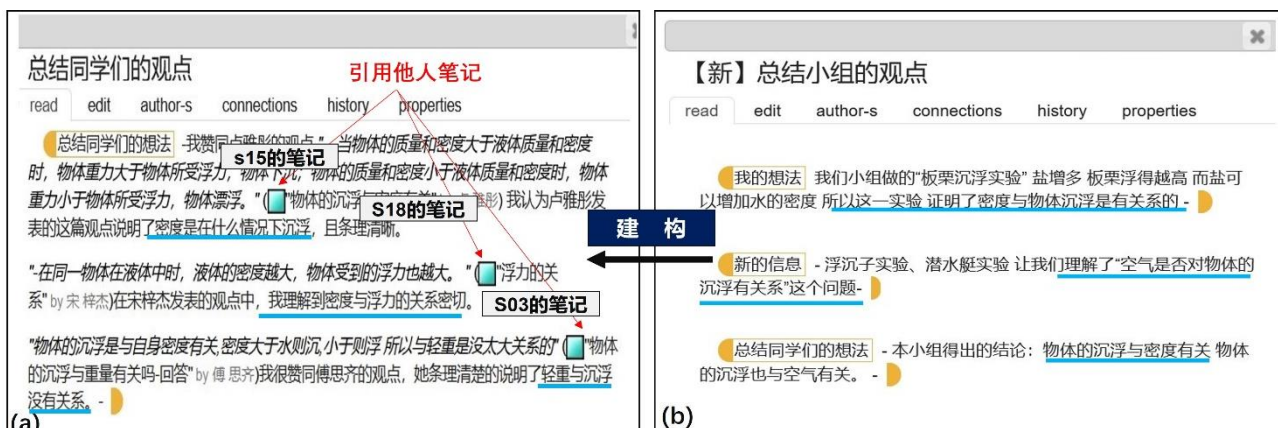 总结同学们的观点
引用他人笔记
read edit author-s connections history properties
总结同学们的想法 -我赞同卢雅彤的观点 "-当物体的质量和密度大于液体质量和密度
s15的笔记
时，物体重力大于物体所受浮力，物体下沉；物体的质量和密度小于液体质量和密度时，物体
重力小于物体所受浮力，物体漂浮。" ("物体的沉浮与密度有关" 彤) 我认为卢雅彤发
S18的笔记
表的这篇观点说明了密度是在什么情况下沉浮，且条理清晰。
"-在同一物体在液体中时，液体的密度越大，物体受到的浮力也越大。" ("浮力的关
系" by 宋 梓杰)在宋梓杰发表的观点中，我理解到密度与浮力的关系密切。
S03的笔记
"物体的沉浮是与自身密度有关,密度大于水则沉,小于则浮 所以与轻重是没太大关系的" ("物体
的沉浮与重量有关吗-回答" by 傅 思齐)我很赞同傅思齐的观点，她条理清楚的说明了轻重与沉浮
没有关系。-
(a)
建 构
【新】总结小组的观点
read edit author-s connections history properties
我的想法 我们小组做的“板栗沉浮实验” 盐增多 板栗浮得越高 而盐可
以增加水的密度 所以这一实验 证明了密度与物体沉浮是有关系的 -
新的信息 - 浮沉子实验、潜水艇实验 让我们理解了“空气是否对物体的
沉浮有关系”这个问题-
总结同学们的想法 - 本小组得出的结论：物体的沉浮与密度有关 物体
的沉浮也与空气有关。 -
(b)